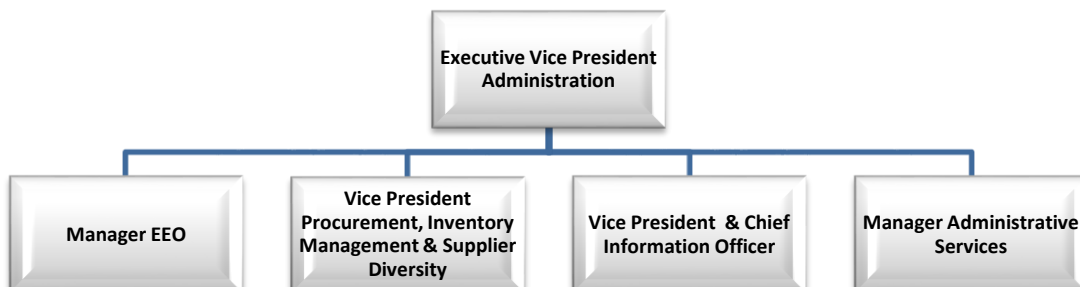 Executive Vice President
Administration
Manager EEO
Vice President
Procurement, Inventory
Management & Supplier
Diversity
Vice President & Chief
Information Officer
Manager Administrative
Services